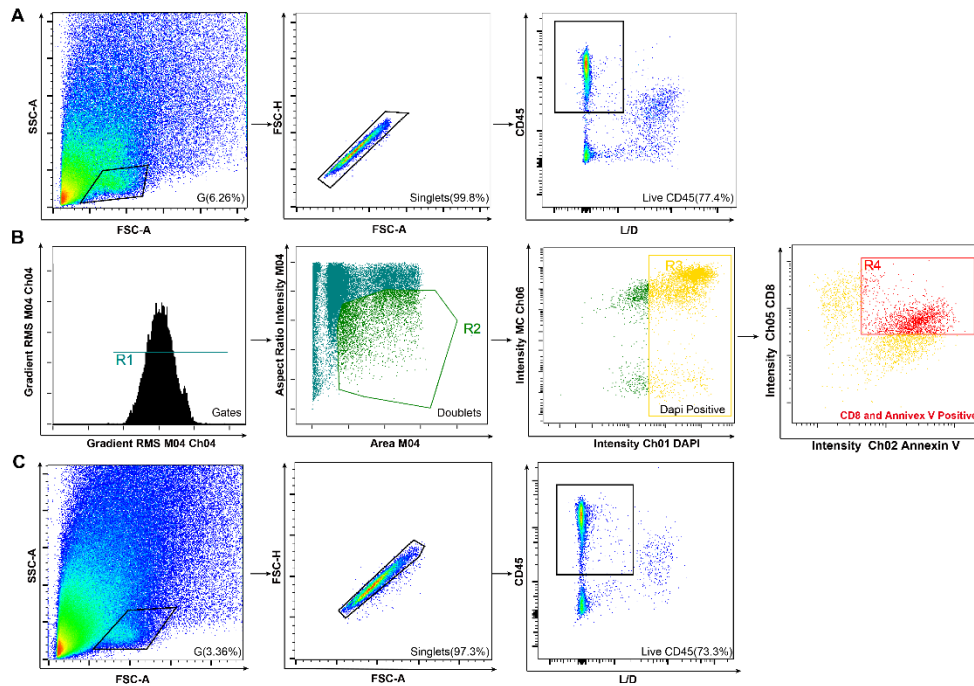 A
SSC-A
G(6.26%)
FSC-A
FSC-H
Singlets(99.8%)
FSC-A
CD45
Live CD45(77.4%)
L/D
B
Gradient RMS M04 Ch04
R1
Gates
Gradient RMS M04 Ch04
Aspect Ratio Intensity M04
R2
Doublets
Area M04
Intensity MC Ch06
R3
Dapi Positive
Intensity Ch01 DAPI
Intensity Ch05 CD8
R4
CD8 and Annivex V Positive
Intensity Ch02 Annexin V
C
SSC-A
G(3.36%)
FSC-A
FSC-H
Singlets(97.3%)
FSC-A
CD45
Live CD45(73.3%)
L/D